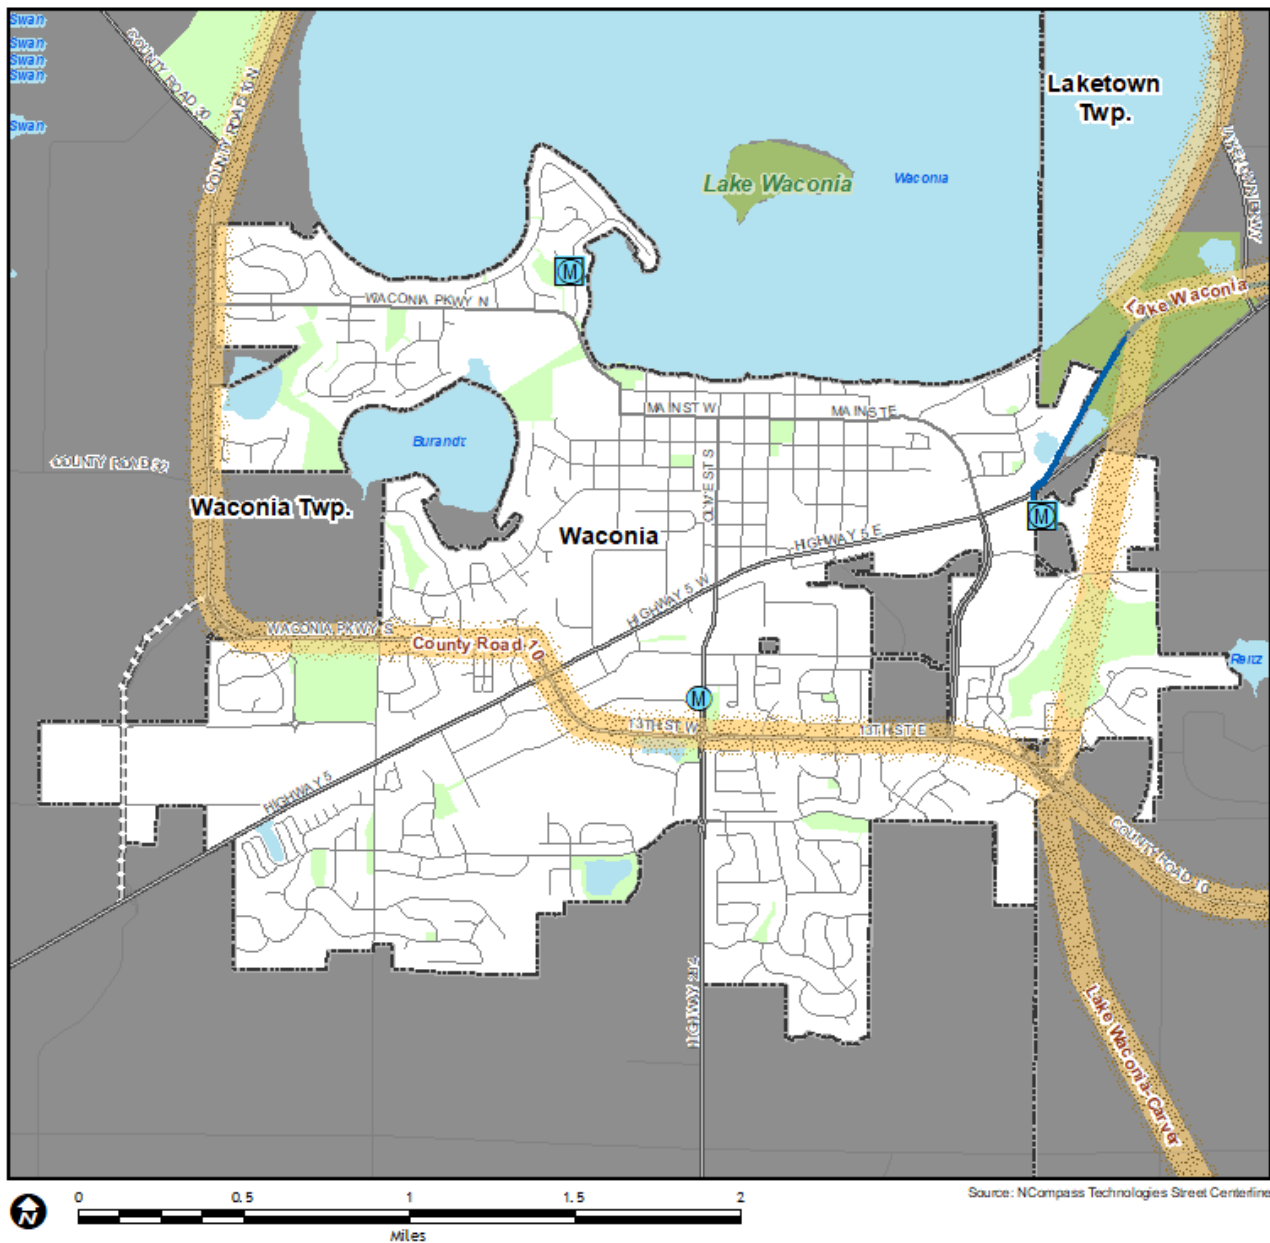 Swan
Swan
Swan
Swan
Swan
COUNTY ROAD 30
COUNTY ROAD 10 N
Laketown
Twp.
LAKETOWN PKWY
Lake Waconia
Waconia
Lake Waconia
M
WACONIA PKWY N
MAIN ST W
MAIN ST E
Burandt
COUNTY ROAD 32
OLIVE ST S
Waconia Twp.
Waconia
M
HIGHWAY 5 E
HIGHWAY 5 W
WACONIA PKWY S
County Road 10
Reitz
M
13TH ST W
13TH ST E
HIGHWAY 5
COUNTY ROAD 10
HIGHWAY 284
Lake Waconia-Carver
N
0 0.5 1 1.5 2
Miles
Source: NCompass Technologies Street Centerline